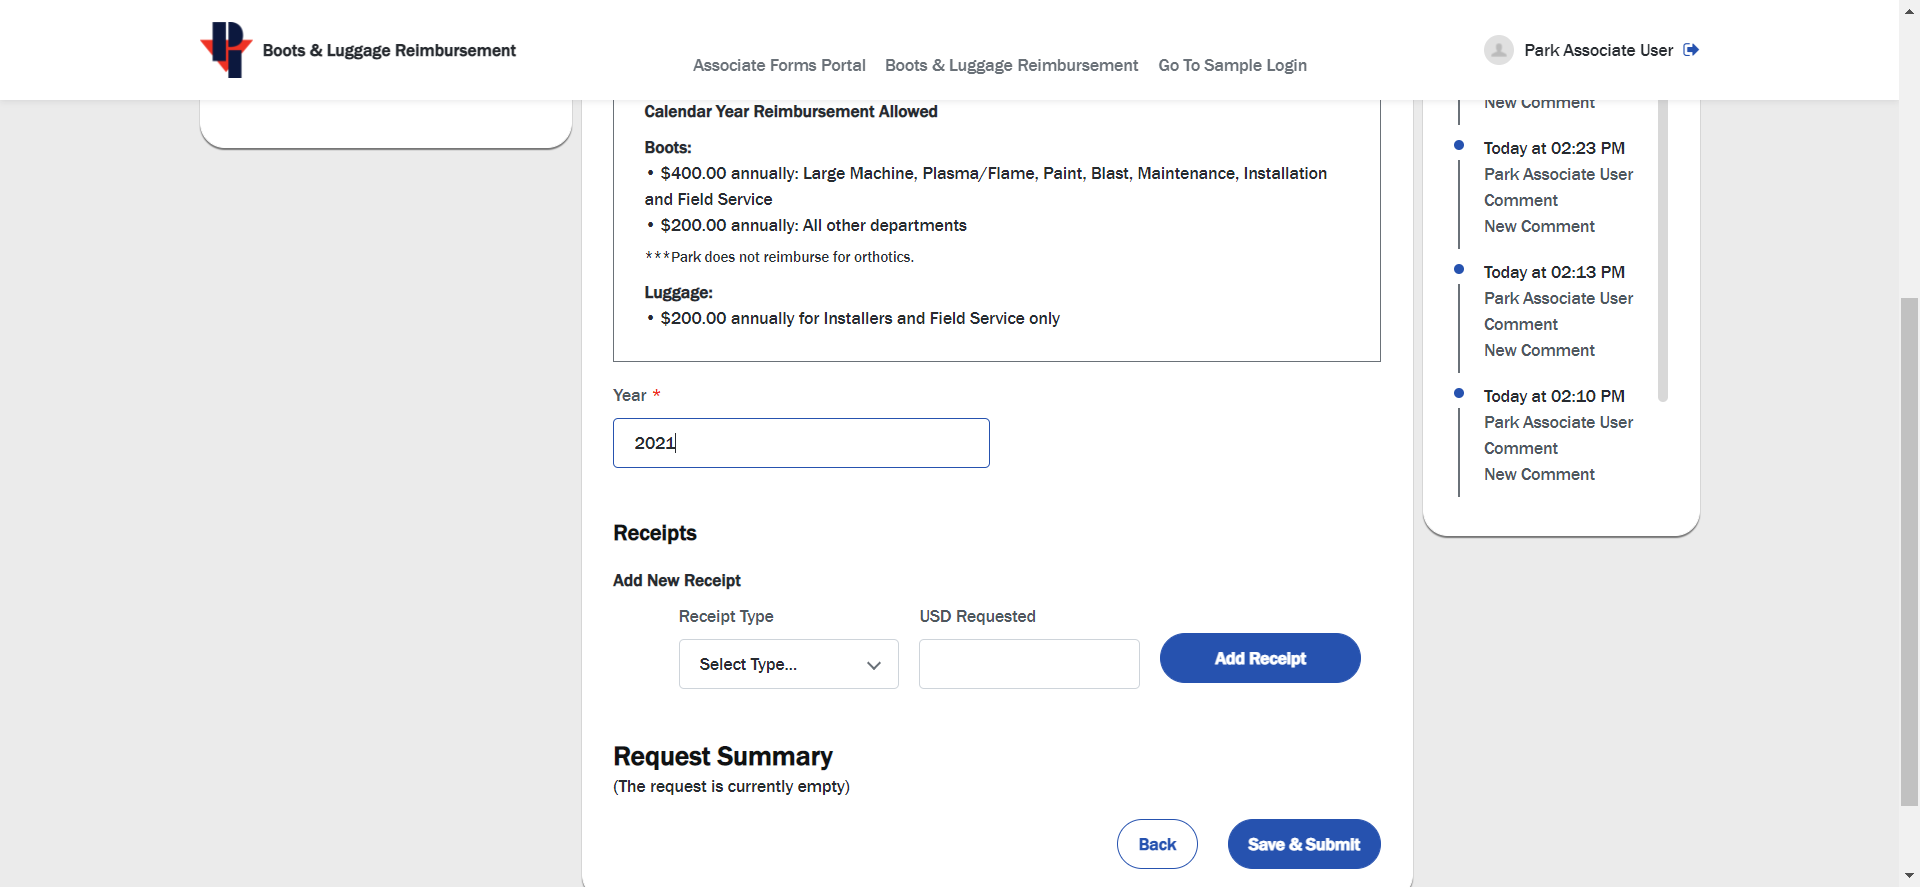 Boots & Luggage Reimbursement
Associate Forms Portal
Boots & Luggage Reimbursement
Go To Sample Login
Park Associate User
Calendar Year Reimbursement Allowed
Boots:
• $400.00 annually: Large Machine, Plasma/Flame, Paint, Blast, Maintenance, Installation
and Field Service
• $200.00 annually: All other departments
***Park does not reimburse for orthotics.
Luggage:
• $200.00 annually for Installers and Field Service only
Year *
2021
Receipts
Add New Receipt
Receipt Type
USD Requested
Select Type...
Add Receipt
Request Summary
(The request is currently empty)
Back
Save & Submit
New Comment
Today at 02:23 PM
Park Associate User
Comment
New Comment
Today at 02:13 PM
Park Associate User
Comment
New Comment
Today at 02:10 PM
Park Associate User
Comment
New Comment